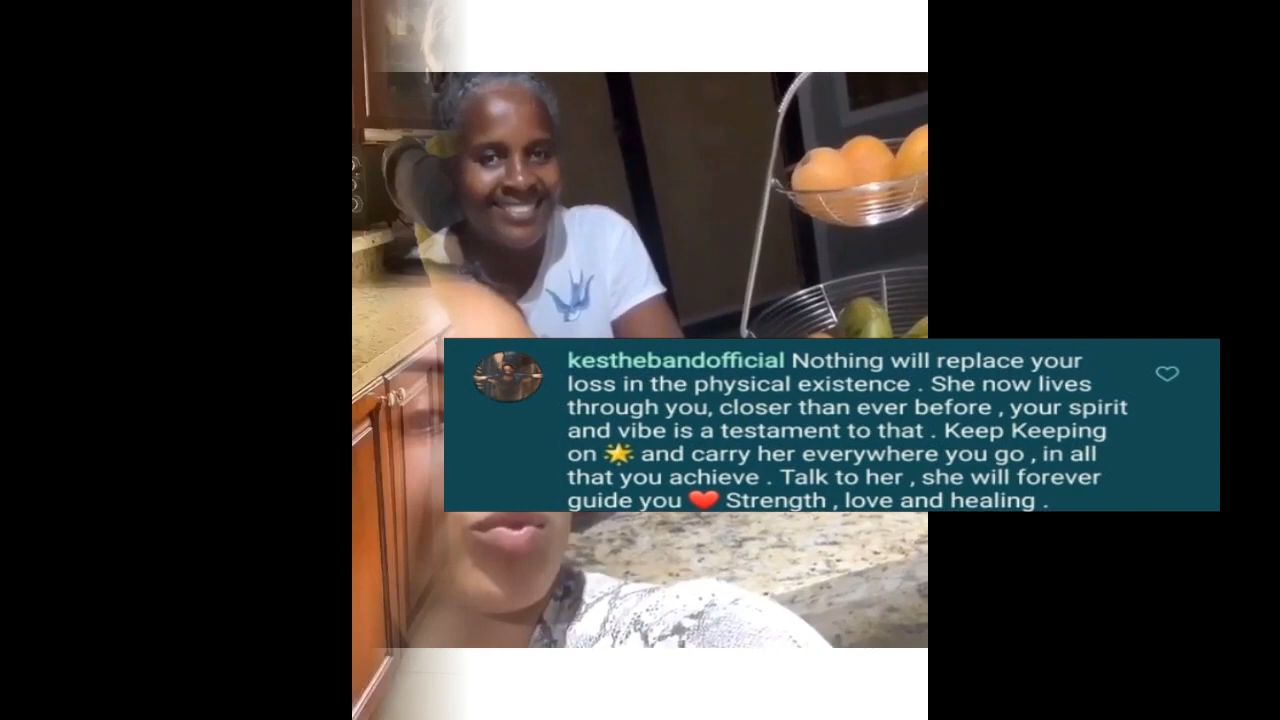 kesthebandofficial Nothing will replace your
loss in the physical existence . She now lives
through you, closer than ever before , your spirit
and vibe is a testament to that . Keep Keeping
on 🌟 and carry her everywhere you go , in all
that you achieve . Talk to her , she will forever
guide you ❤️ Strength , love and healing .